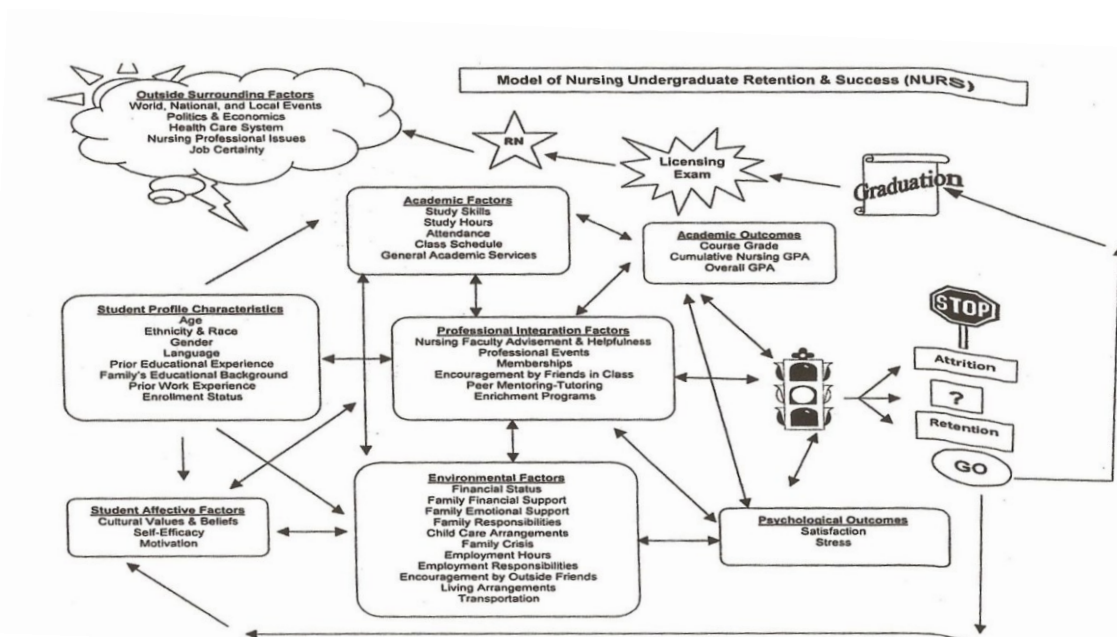 Model of Nursing Undergraduate Retention & Success (NURS)
Outside Surrounding Factors
World, National, and Local Events
Politics & Economics
Health Care System
Nursing Professional Issues
Job Certainty
RN
Licensing
Exam
Graduation
Academic Factors
Study Skills
Study Hours
Attendance
Class Schedule
General Academic Services
Academic Outcomes
Course Grade
Cumulative Nursing GPA
Overall GPA
Student Profile Characteristics
Age
Ethnicity & Race
Gender
Language
Prior Educational Experience
Family's Educational Background
Prior Work Experience
Enrollment Status
Professional Integration Factors
Nursing Faculty Advisement & Helpfulness
Professional Events
Memberships
Encouragement by Friends in Class
Peer Mentoring-Tutoring
Enrichment Programs
STOP
Attrition
?
Retention
GO
Student Affective Factors
Cultural Values & Beliefs
Self-Efficacy
Motivation
Environmental Factors
Financial Status
Family Financial Support
Family Emotional Support
Family Responsibilities
Child Care Arrangements
Family Crisis
Employment Hours
Employment Responsibilities
Encouragement by Outside Friends
Living Arrangements
Transportation
Psychological Outcomes
Satisfaction
Stress